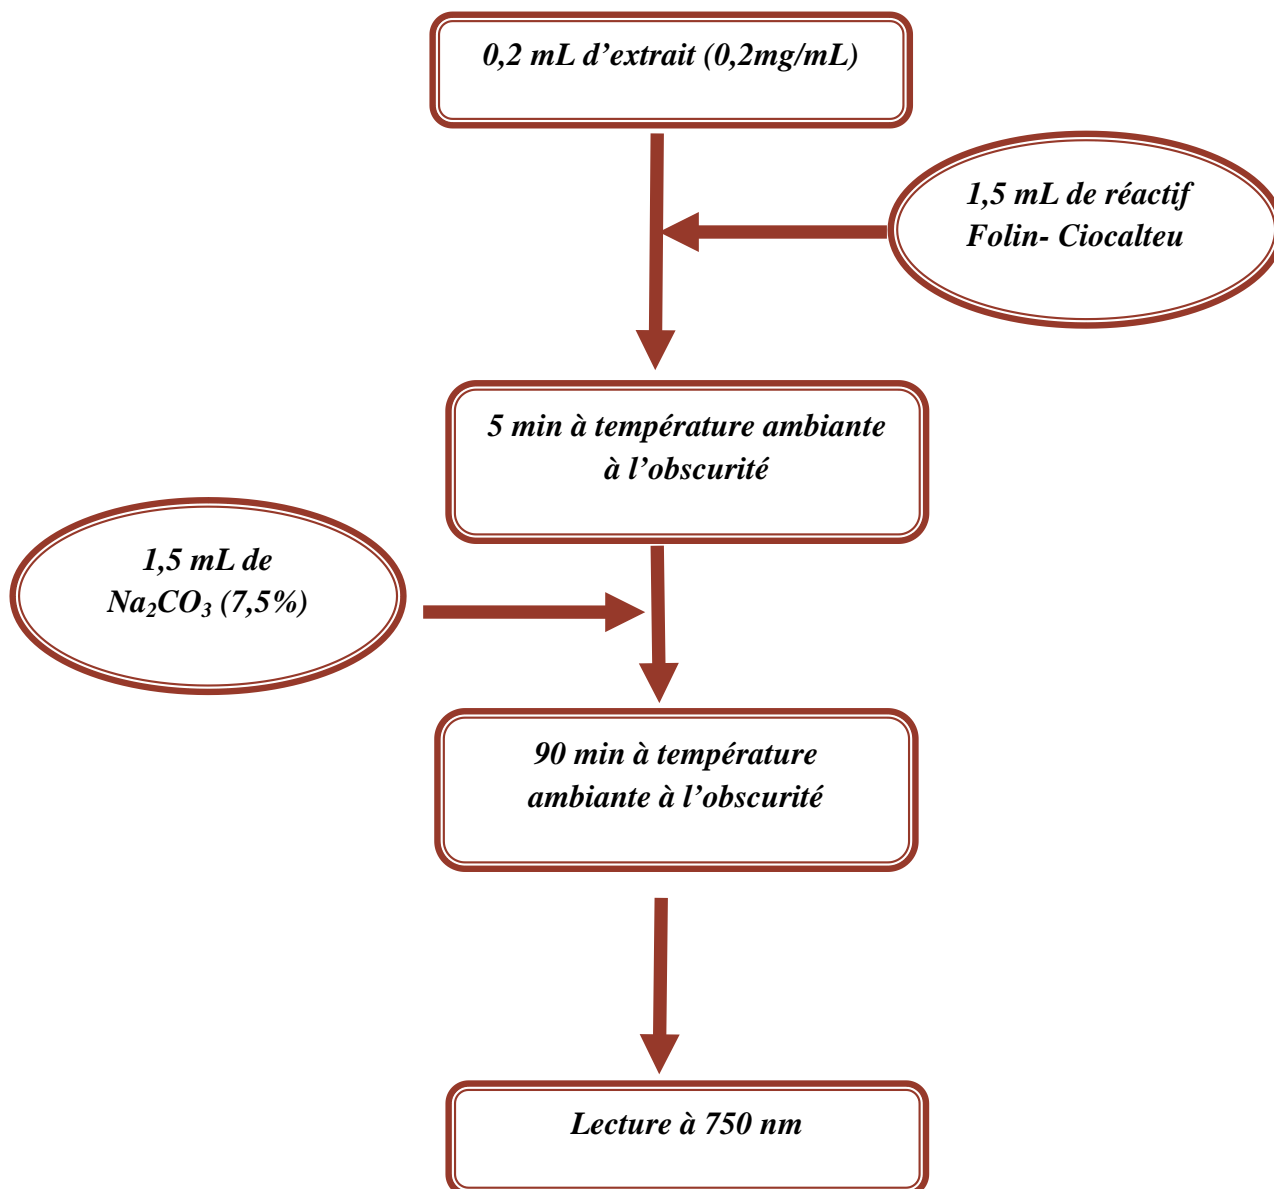 0,2 mL d’extrait (0,2mg/mL)
1,5 mL de réactif
Folin- Ciocalteu
5 min à température ambiante
à l’obscurité
1,5 mL de
Na₂CO₃ (7,5%)
90 min à température
ambiante à l’obscurité
Lecture à 750 nm